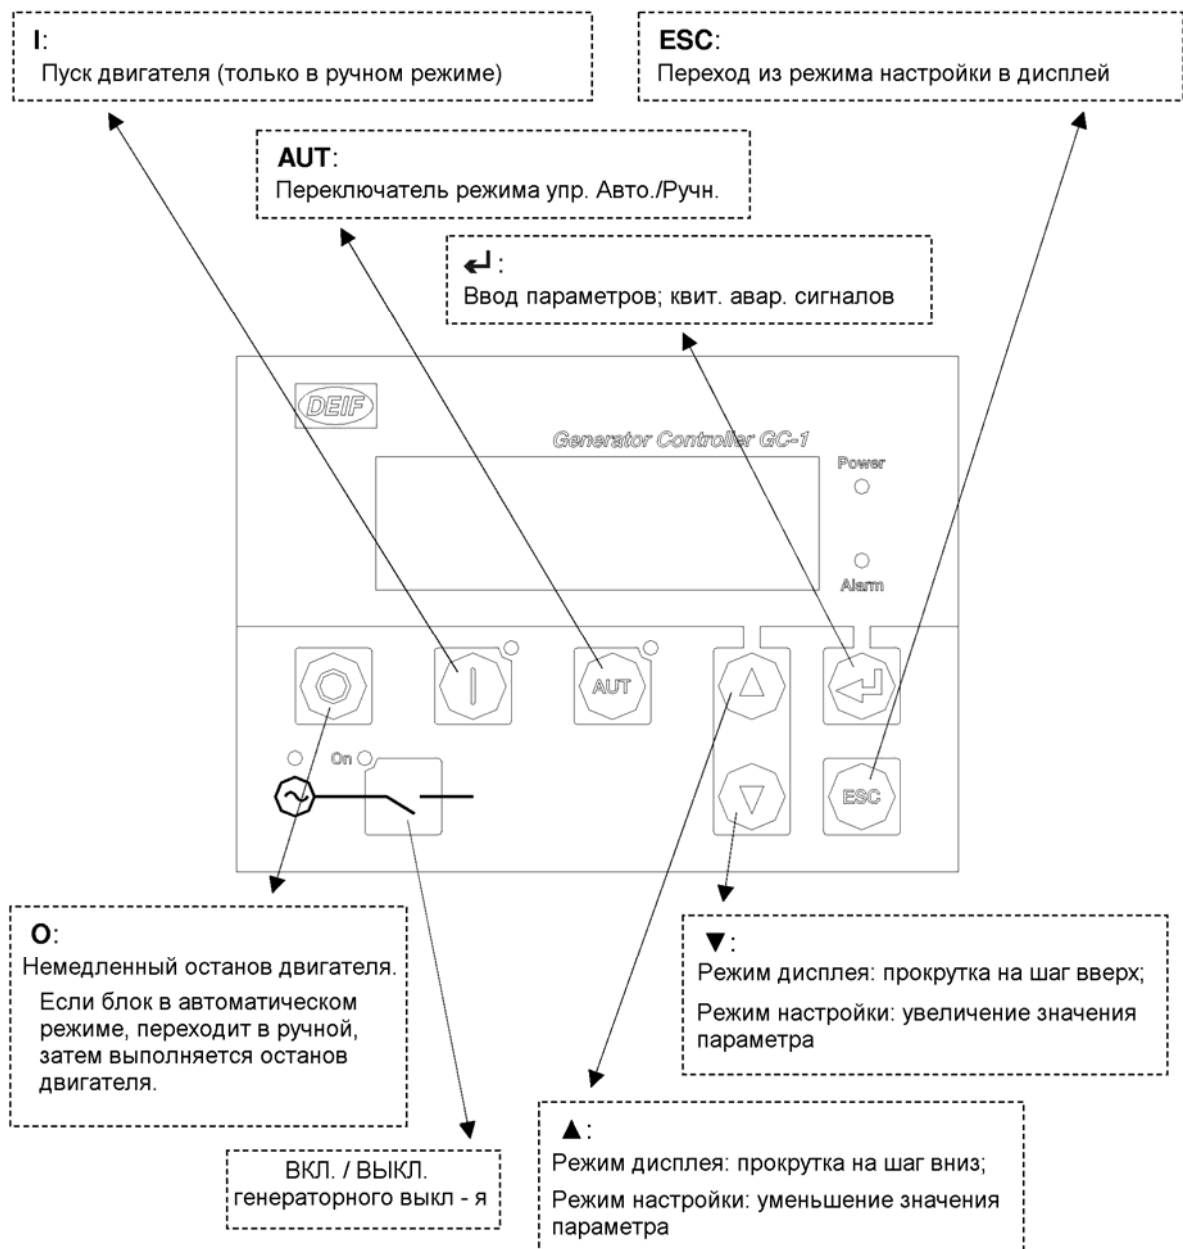 I:
Пуск двигателя (только в ручном режиме)
ESC:
Переход из режима настройки в дисплей
AUT:
Переключатель режима упр. Авто./Ручн.
↵:
Ввод параметров; квит. авар. сигналов
DEIF
Generator Controller GC-1
Power
Alarm
AUT
On
ESC
O:
Немедленный останов двигателя.
Если блок в автоматическом
режиме, переходит в ручной,
затем выполняется останов
двигателя.
▼:
Режим дисплея: прокрутка на шаг вверх;
Режим настройки: увеличение значения
параметра
ВКЛ. / ВЫКЛ.
генераторного выкл - я
▲:
Режим дисплея: прокрутка на шаг вниз;
Режим настройки: уменьшение значения
параметра